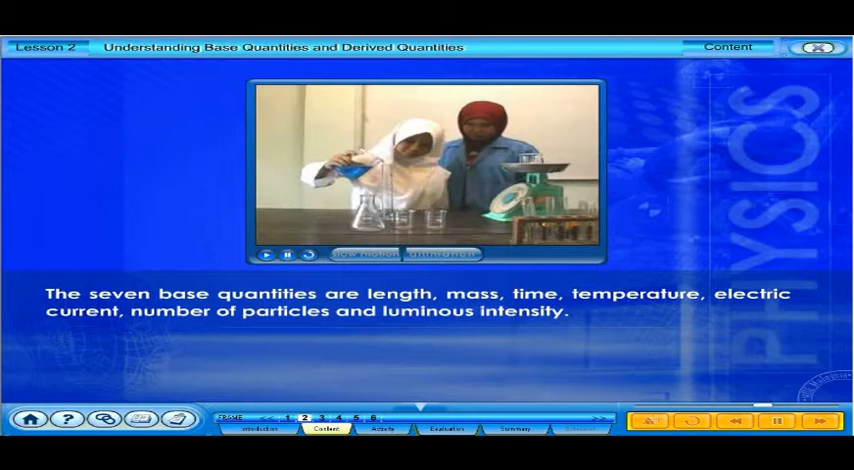 Lesson 2
Understanding Base Quantities and Derived Quantities
Content
PHYSICS
slow motion
animation
The seven base quantities are length, mass, time, temperature, electric
current, number of particles and luminous intensity.
FRAME << 1 2 3 4 5 6 >>
Introduction Content Activity Evaluation Summary